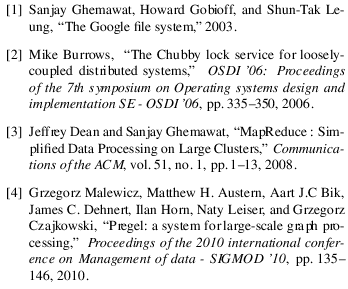 [1] Sanjay Ghemawat, Howard Gobioff, and Shun-Tak Le-
ung, “The Google file system,” 2003.
[2] Mike Burrows, “The Chubby lock service for loosely-
coupled distributed systems,” OSDI ’06: Proceedings
of the 7th symposium on Operating systems design and
implementation SE - OSDI ’06, pp. 335–350, 2006.
[3] Jeffrey Dean and Sanjay Ghemawat, “MapReduce : Sim-
plified Data Processing on Large Clusters,” Communica-
tions of the ACM, vol. 51, no. 1, pp. 1–13, 2008.
[4] Grzegorz Malewicz, Matthew H. Austern, Aart J.C Bik,
James C. Dehnert, Ilan Horn, Naty Leiser, and Grzegorz
Czajkowski, “Pregel: a system for large-scale graph pro-
cessing,” Proceedings of the 2010 international confer-
ence on Management of data - SIGMOD ’10, pp. 135–
146, 2010.